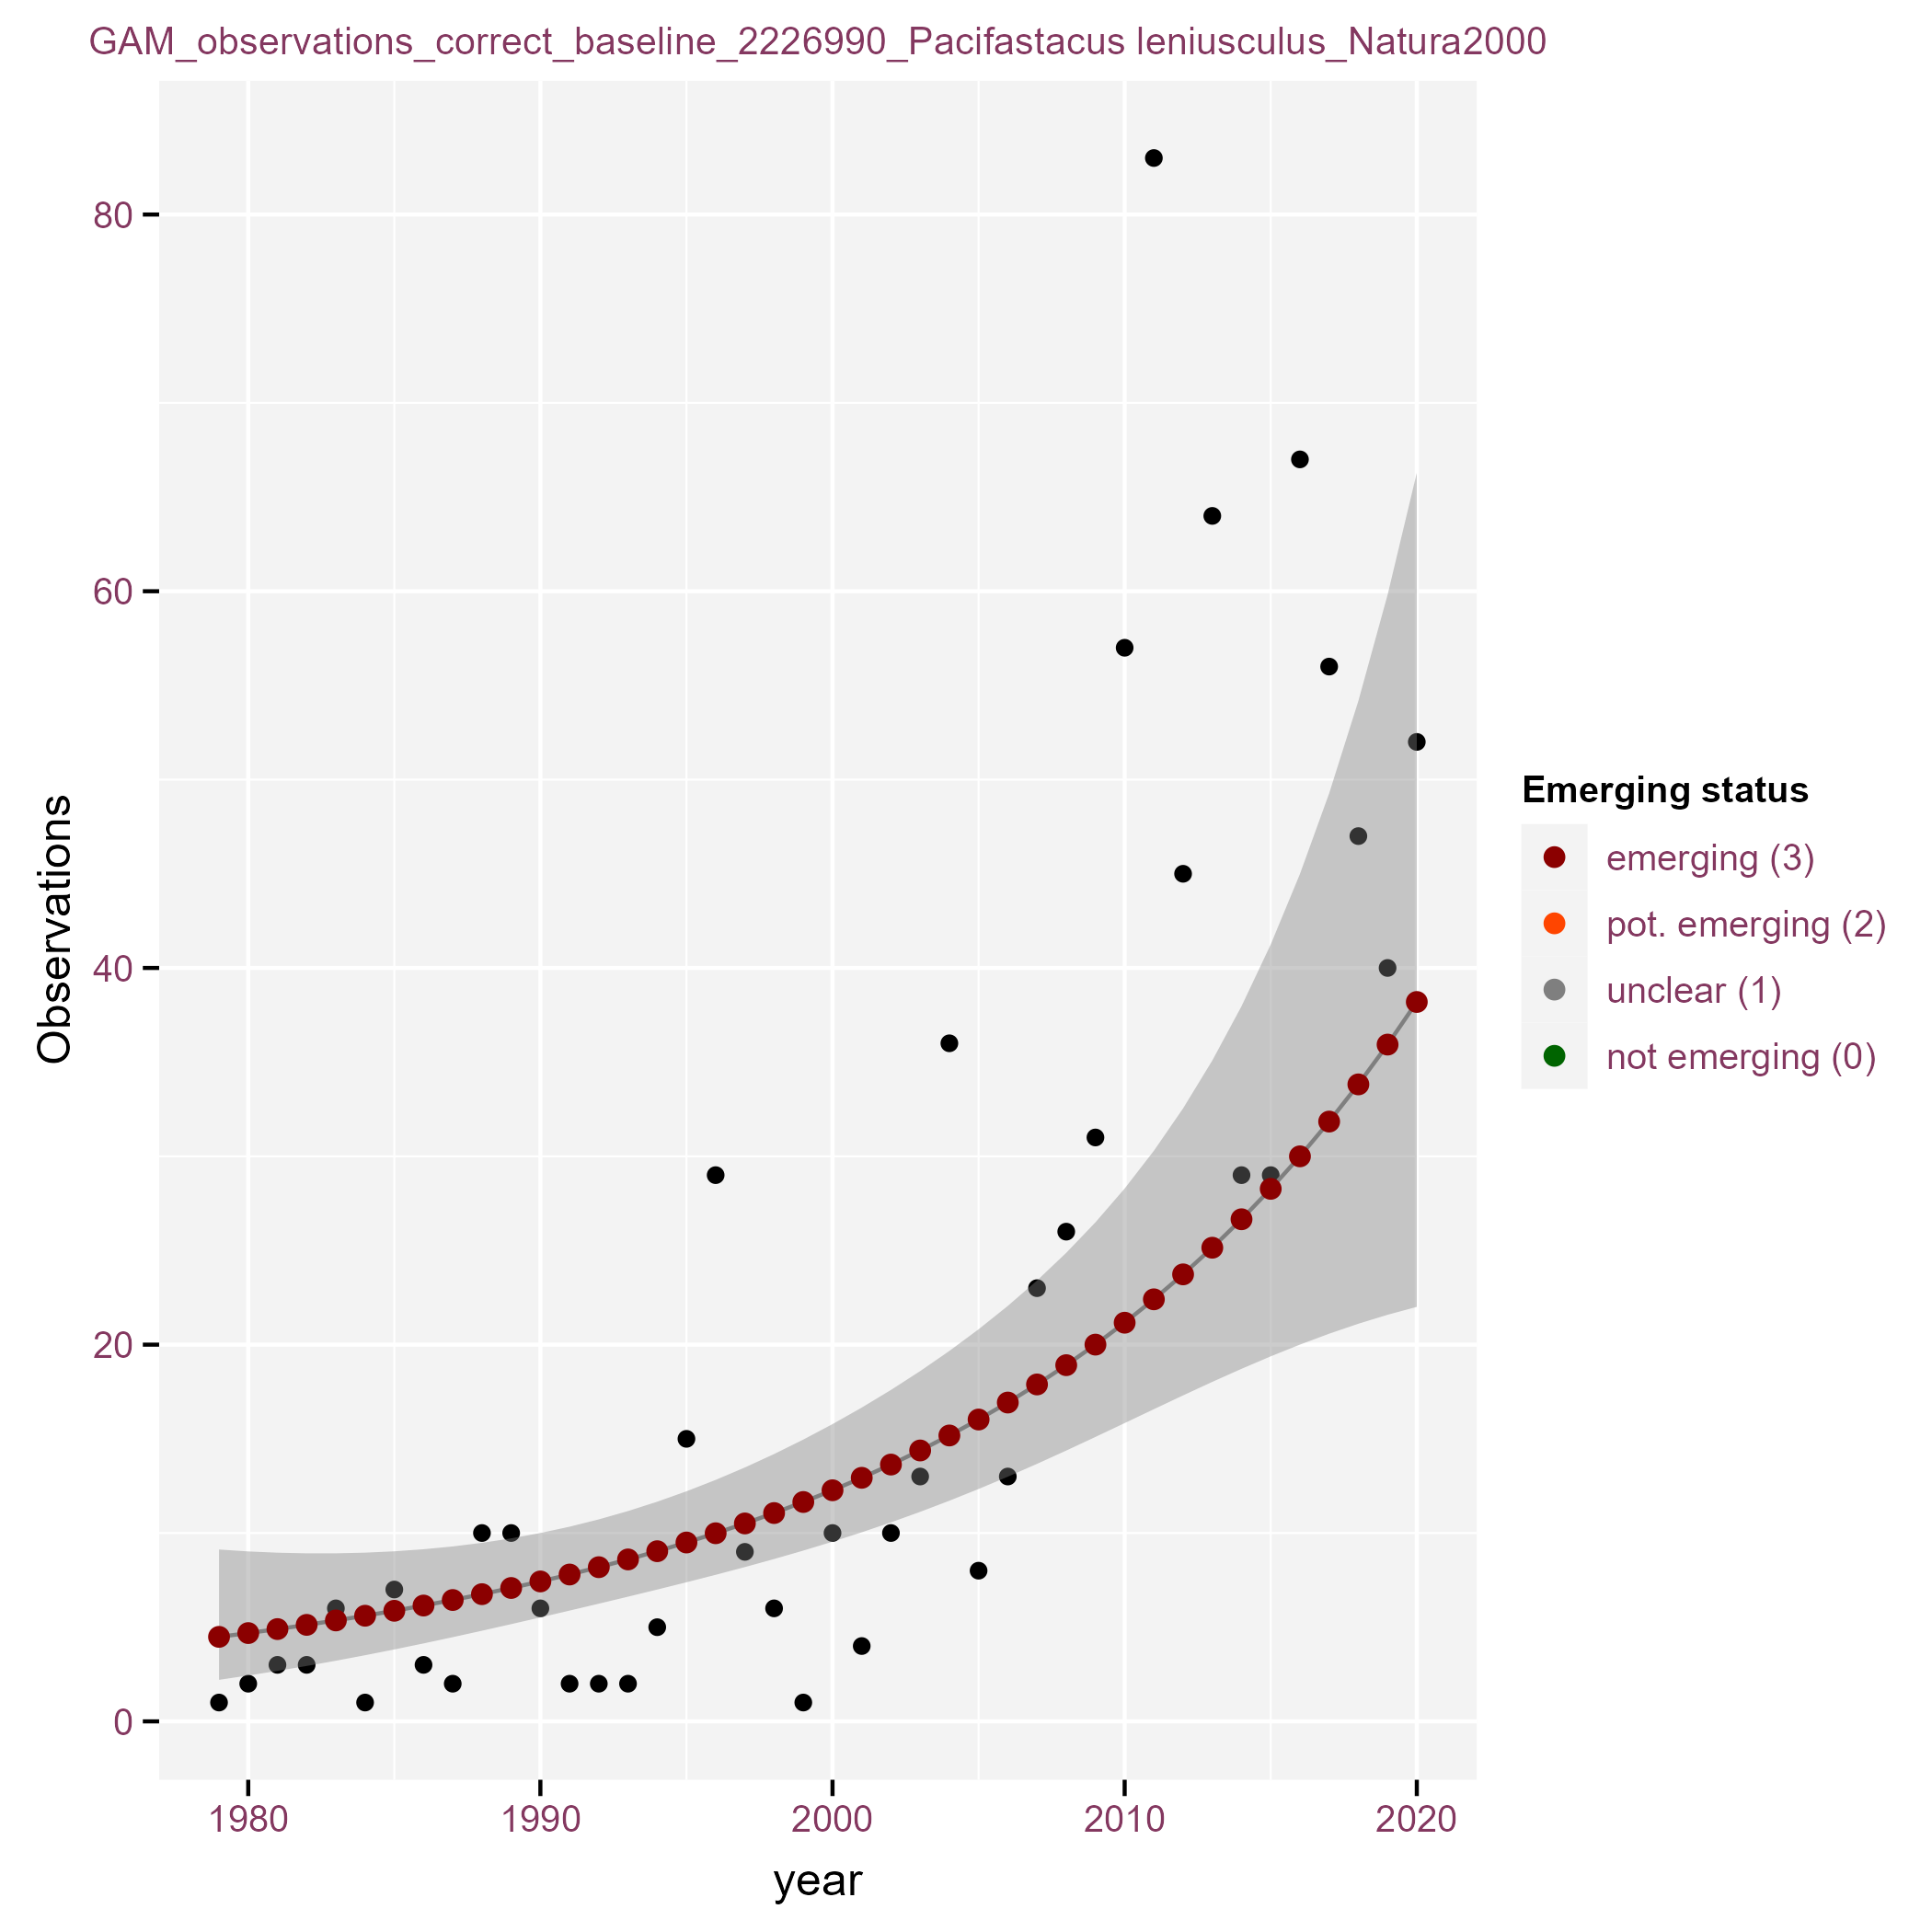 GAM_observations_correct_baseline_2226990_Pacifastacus leniusculus_Natura2000
80
60
40
20
0
Observations
1980 1990 2000 2010 2020
year
Emerging status
emerging (3)
pot. emerging (2)
unclear (1)
not emerging (0)